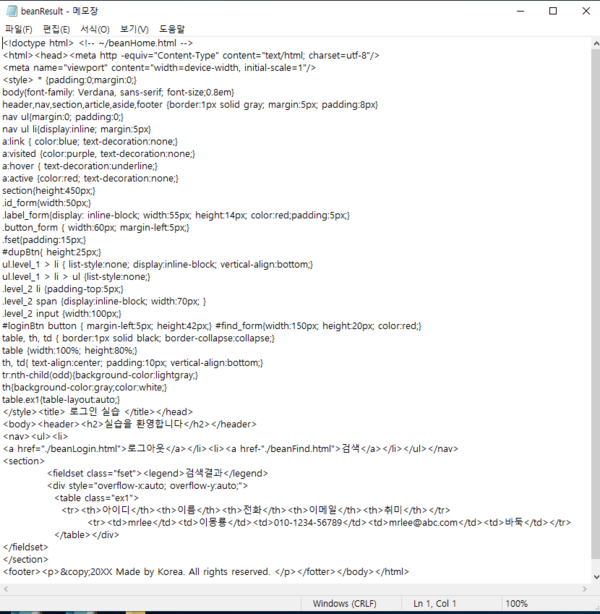 beanResult - 메모장
파일(F) 편집(E) 서식(O) 보기(V) 도움말
<!doctype html> <!-- ~/beanHome.html -->
<html><head><meta http -equiv="Content-Type" content="text/html; charset=utf-8"/>
<meta name="viewport" content="width=device-width, initial-scale=1"/>
<style> * {padding:0;margin:0;}
body{font-family: Verdana, sans-serif; font-size;0.8em}
header,nav,section,article,aside,footer {border:1px solid gray; margin:5px; padding:8px}
nav ul{margin:0; padding:0;}
nav ul li{display:inline; margin:5px}
a:link { color:blue; text-decoration:none;}
a:visited {color:purple, text-decoration:none;}
a:hover { text-decoration:underline;}
a:active {color:red; text-decoration:none;}
section{height:450px;}
.id_form{width:50px;}
.label_form{display: inline-block; width:55px; height:14px; color:red;padding:5px;}
.button_form { width:60px; margin-left:5px;}
.fset{padding:15px;}
#dupBtn{ height:25px;}
ul.level_1 > li { list-style:none; display:inline-block; vertical-align:bottom;}
ul.level_1 > li > ul {list-style:none;}
.level_2 li {padding-top:5px;}
.level_2 span {display:inline-block; width:70px; }
.level_2 input {width:100px;}
#loginBtn button { margin-left:5px; height:42px;} #find_form{width:150px; height:20px; color:red;}
table, th, td { border:1px solid black; border-collapse:collapse;}
table {width:100%; height:80%;}
th, td{ text-align:center; padding:10px; vertical-align:bottom;}
tr:nth-child(odd){background-color:lightgray;}
th{background-color:gray;color:white;}
table.ex1{table-layout:auto;}
</style><title> 로그인 실습 </title></head>
<body><header><h2>실습을 환영합니다</h2></header>
<nav><ul><li>
<a href="./beanLogin.html">로그아웃</a></li><li><a href-"./beanFind.html">검색</a></li></ul></nav>
<section>
<fieldset class="fset"><legend>검색결과</legend>
<div style="overflow-x:auto; overflow-y:auto;">
<table class="ex1">
<tr><th>아이디</th><th>이름</th><th>전화</th><th>이메일</th><th>취미</th></tr>
<tr><td>mrlee</td><td>이몽룡</td><td>010-1234-56789</td><td>mrlee@abc.com</td><td>바둑</td></tr>
</table></div>
</fieldset>
</section>
<footer><p>&copy;20XX Made by Korea. All rights reserved. </p></fotter></body></html>
Windows (CRLF) Ln 1, Col 1 100%